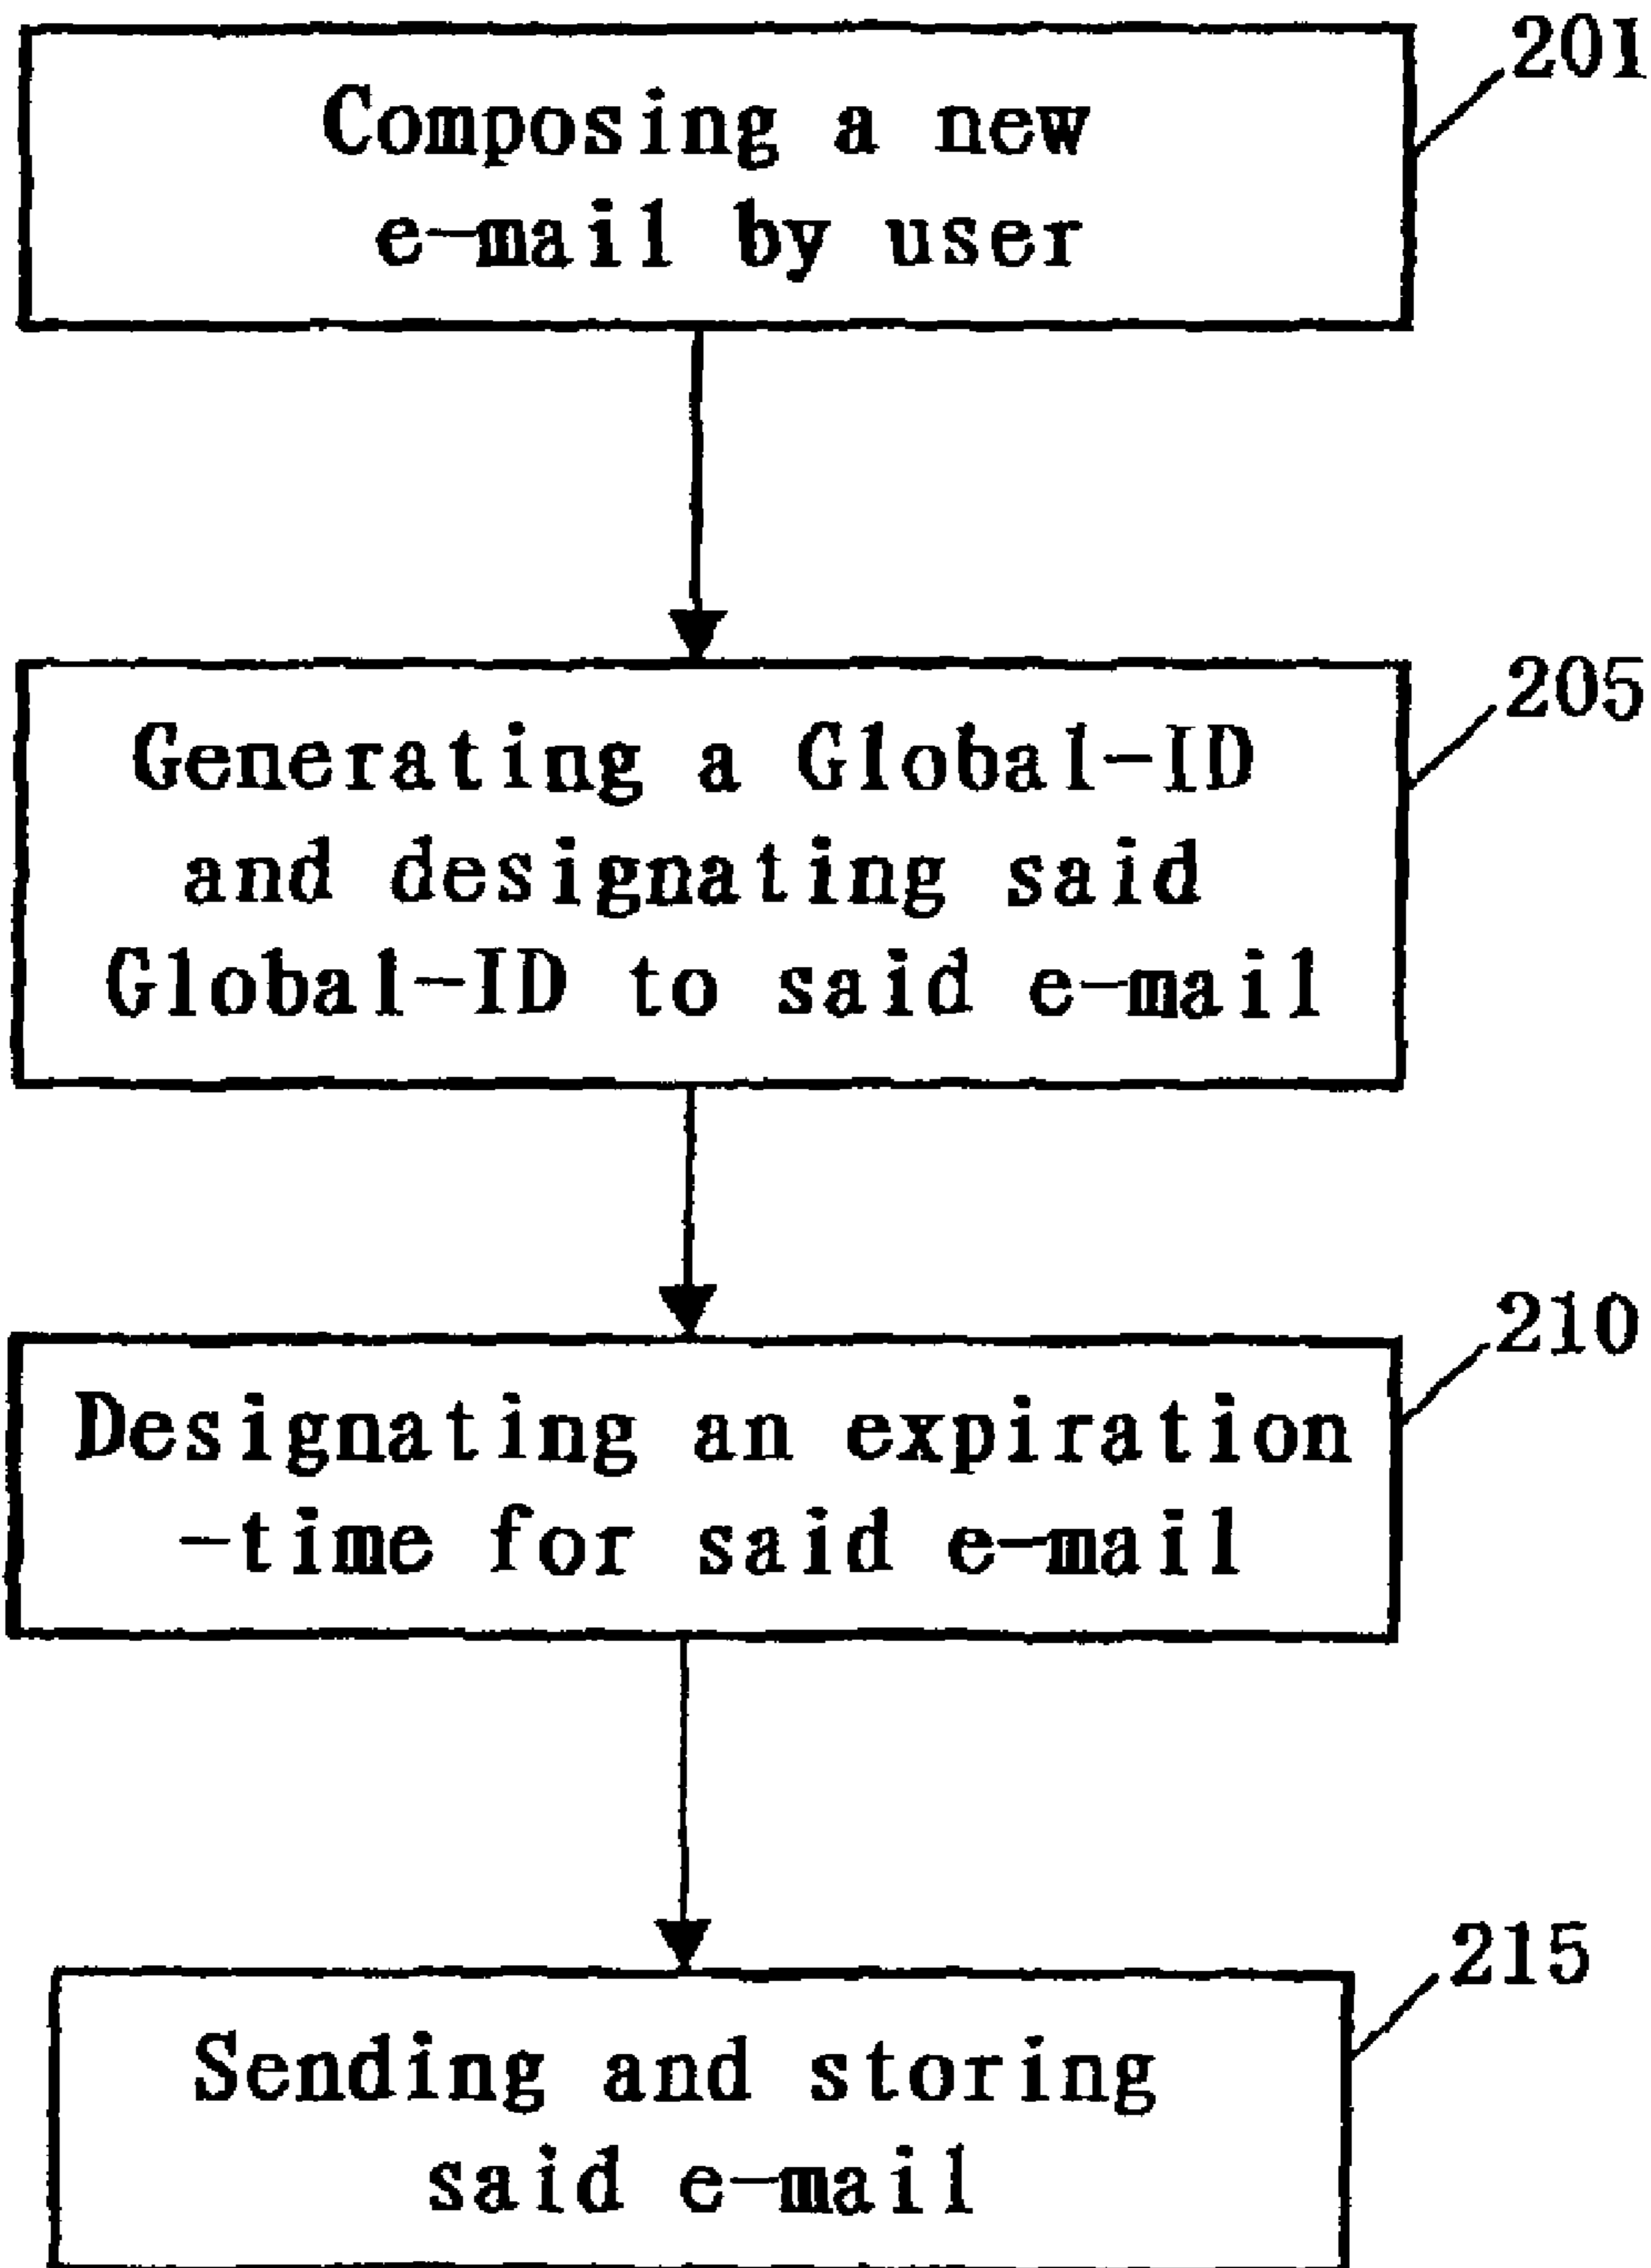 201
Composing a new
e-mail by user
205
Generating a Global-ID
and designating said
Global-ID to said e-mail
210
Designating an expiration
-time for said e-mail
215
Sending and storing
said e-mail